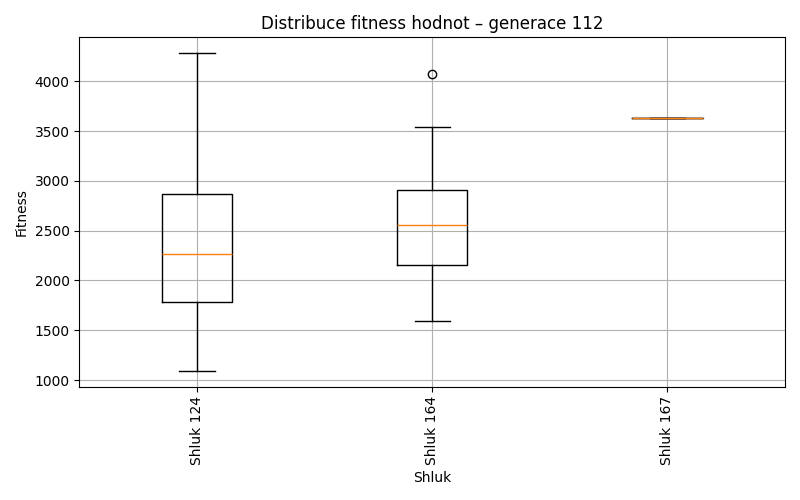 Distribuce fitness hodnot – generace 112
Fitness
4000
3500
3000
2500
2000
1500
1000
Shluk 124
Shluk 164
Shluk 167
Shluk